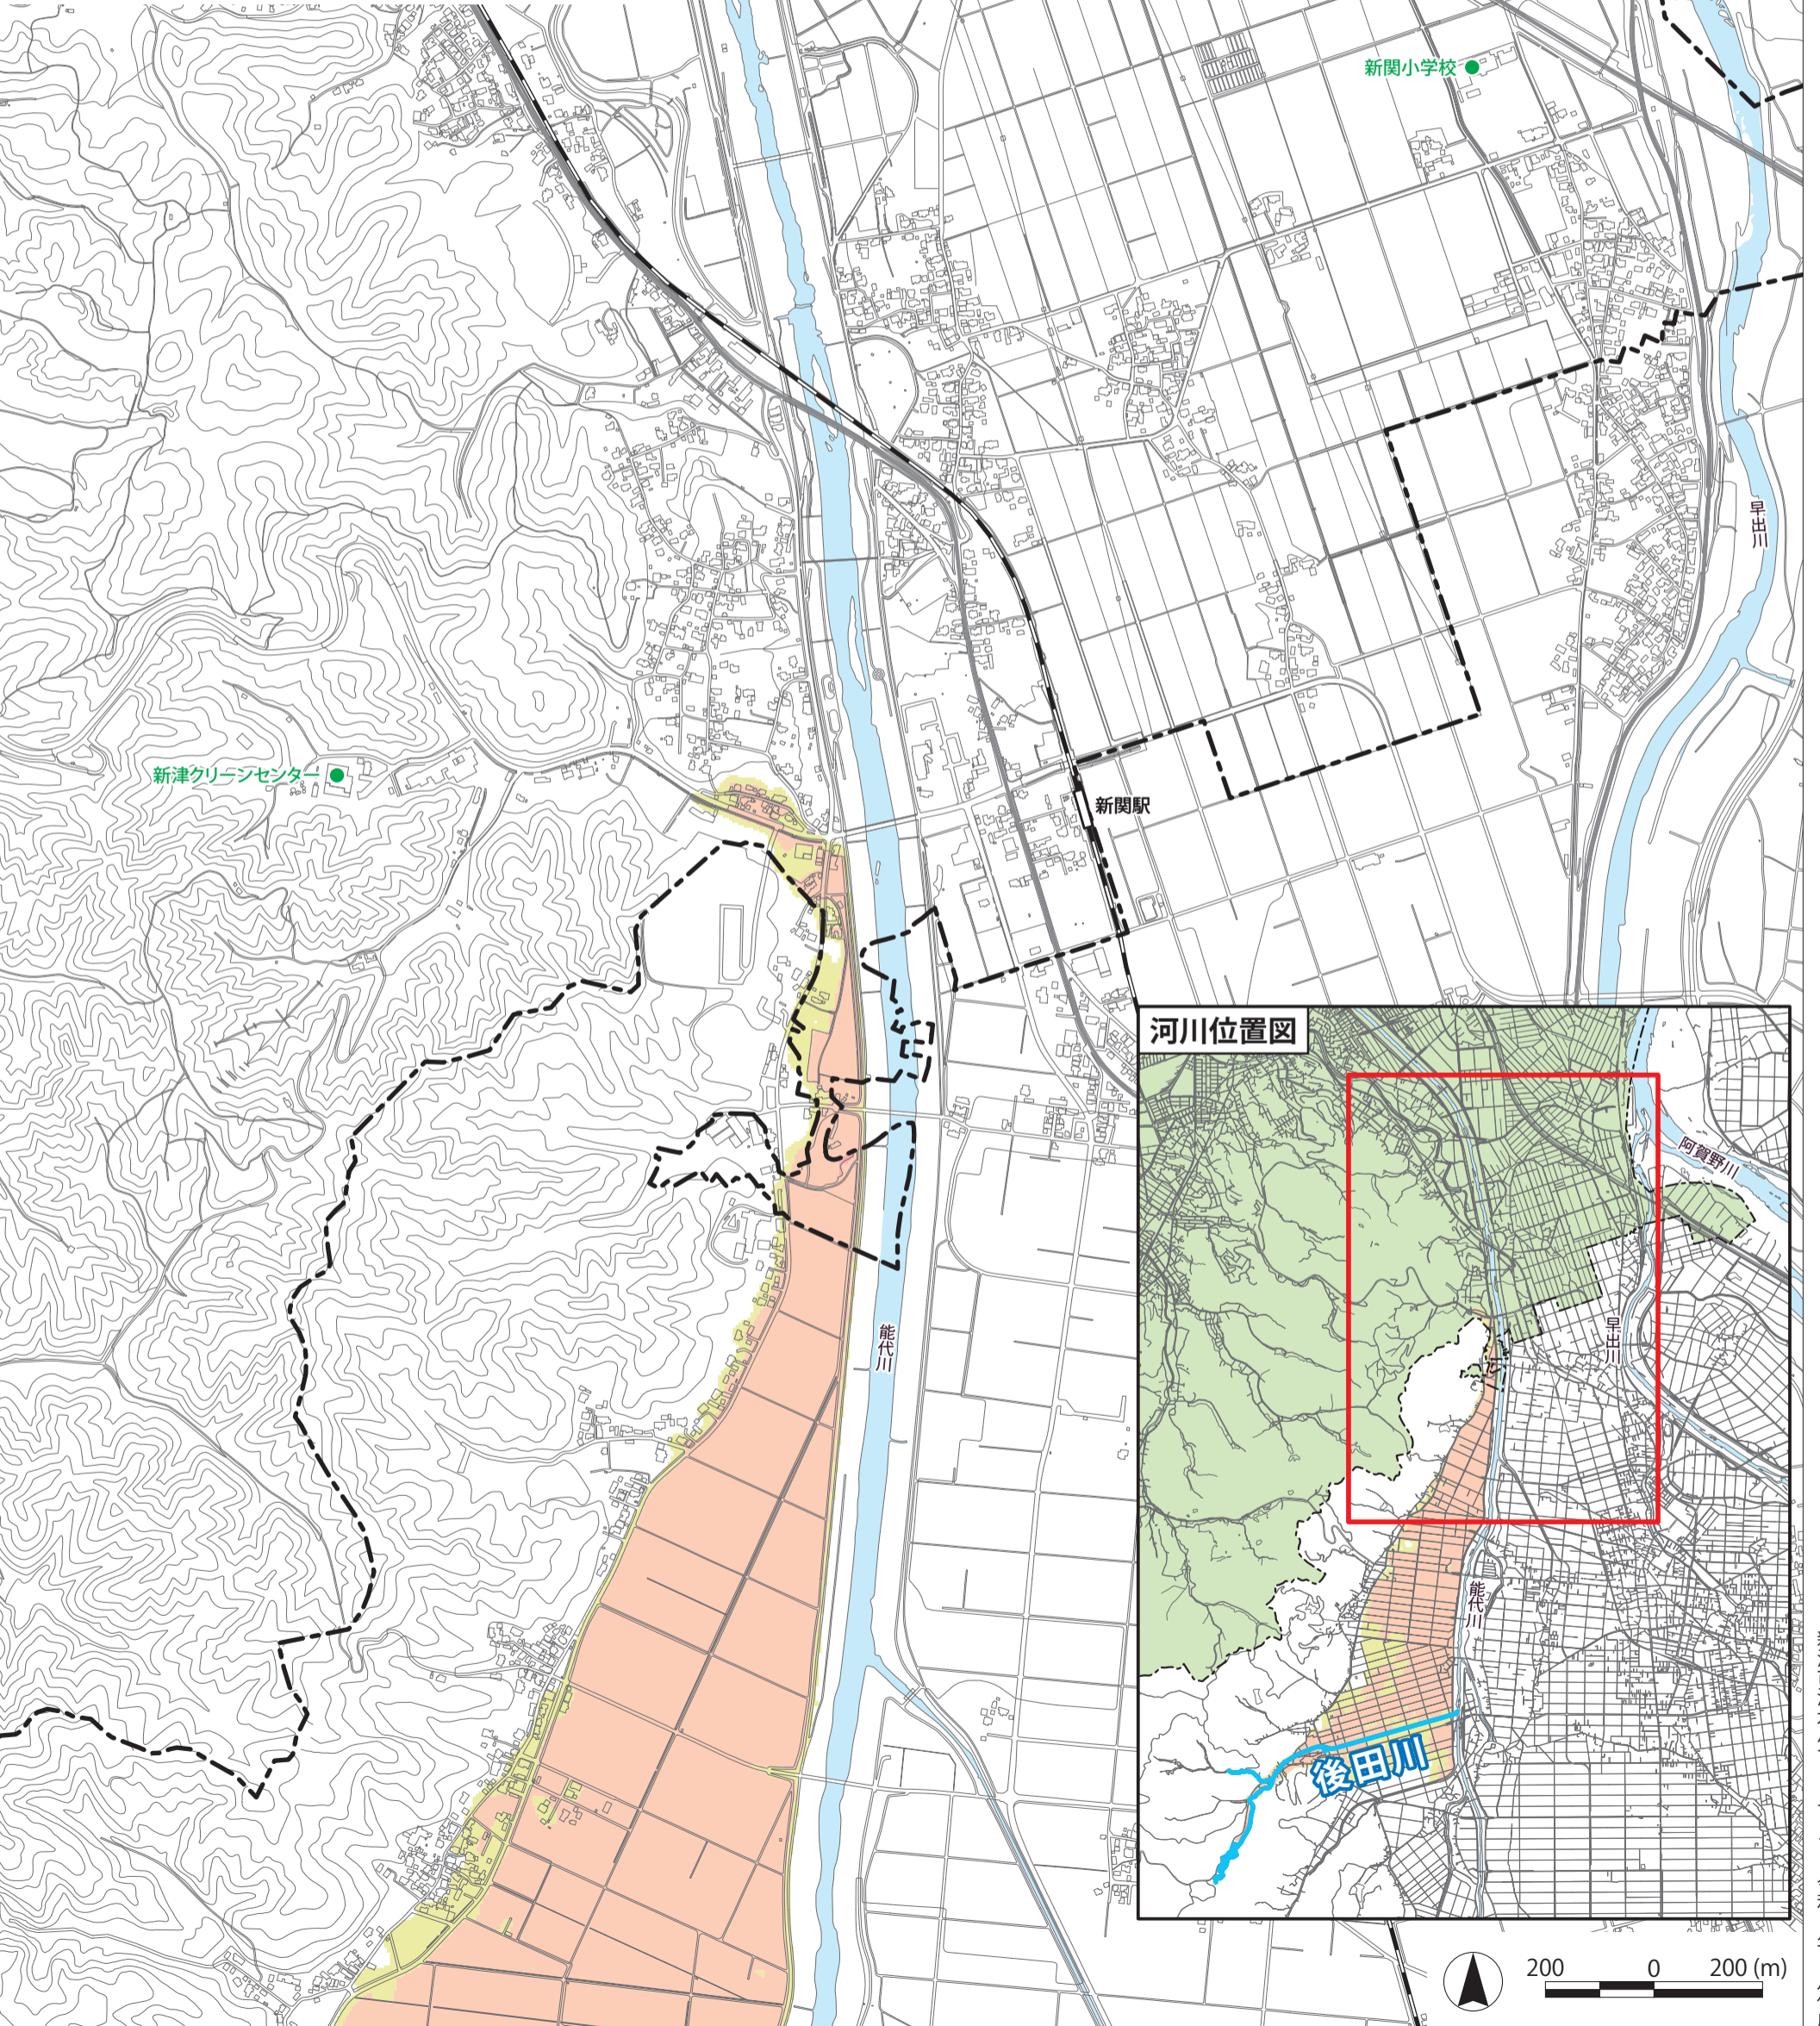 新関小学校
早出川
新津クリーンセンター
新関駅
河川位置図
阿賀野川
早出川
能代川
能代川
後田川
200 0 200 (m)